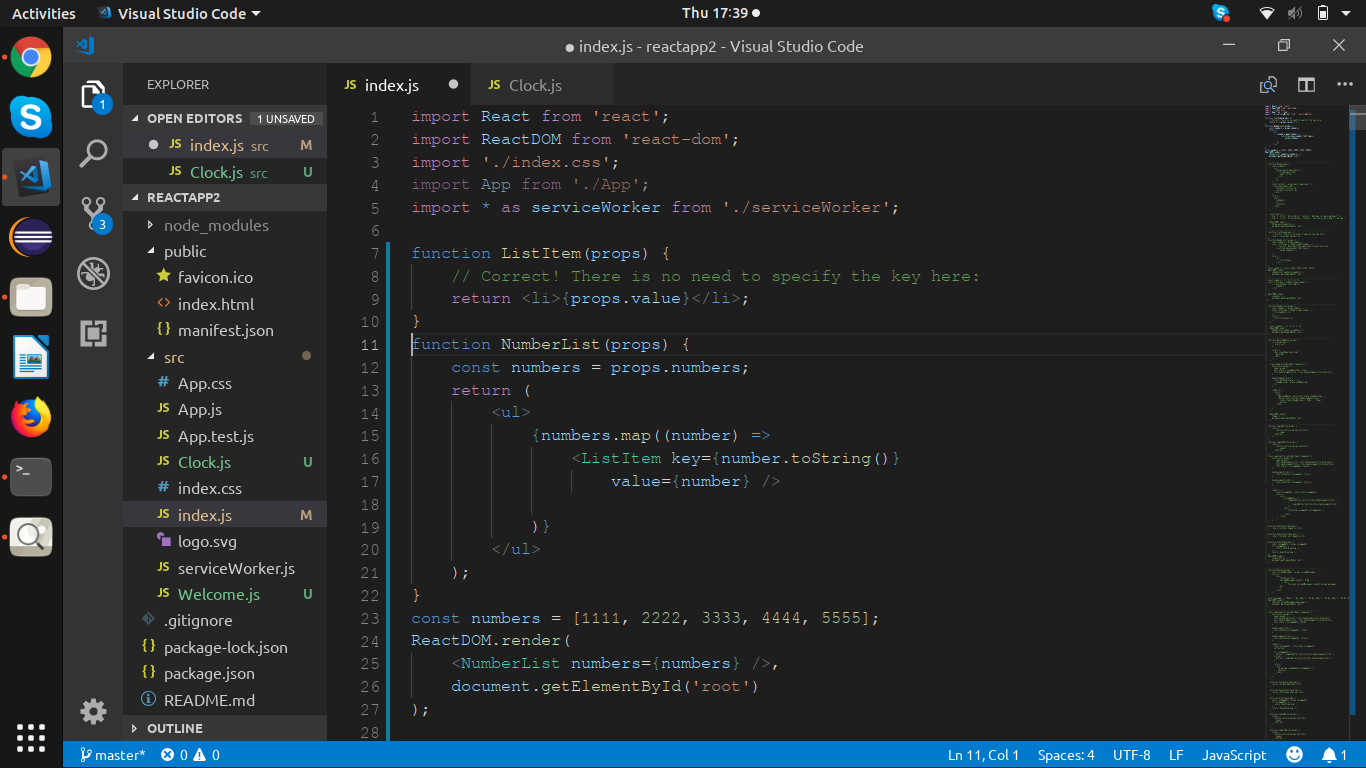 Activities Visual Studio Code Thu 17:39
index.js - reactapp2 - Visual Studio Code
EXPLORER
OPEN EDITORS 1 UNSAVED
JS index.js src M
JS Clock.js src U
REACTAPP2
node_modules
public
favicon.ico
<> index.html
{} manifest.json
src
# App.css
JS App.js
JS App.test.js
JS Clock.js U
# index.css
JS index.js M
logo.svg
JS serviceWorker.js
JS Welcome.js U
.gitignore
{} package-lock.json
{} package.json
README.md
OUTLINE
1
3
JS index.js JS Clock.js
1 import React from 'react';
2 import ReactDOM from 'react-dom';
3 import './index.css';
4 import App from './App';
5 import * as serviceWorker from './serviceWorker';
6
7 function ListItem(props) {
8 // Correct! There is no need to specify the key here:
9 return <li>{props.value}</li>;
10 }
11 function NumberList(props) {
12 const numbers = props.numbers;
13 return (
14 <ul>
15 {numbers.map((number) =>
16 <ListItem key={number.toString()}
17 value={number} />
18
19 )}
20 </ul>
21 );
22 }
23 const numbers = [1111, 2222, 3333, 4444, 5555];
24 ReactDOM.render(
25 <NumberList numbers={numbers} />,
26 document.getElementById('root')
27 );
28
master* 0 0 Ln 11, Col 1 Spaces: 4 UTF-8 LF JavaScript 1